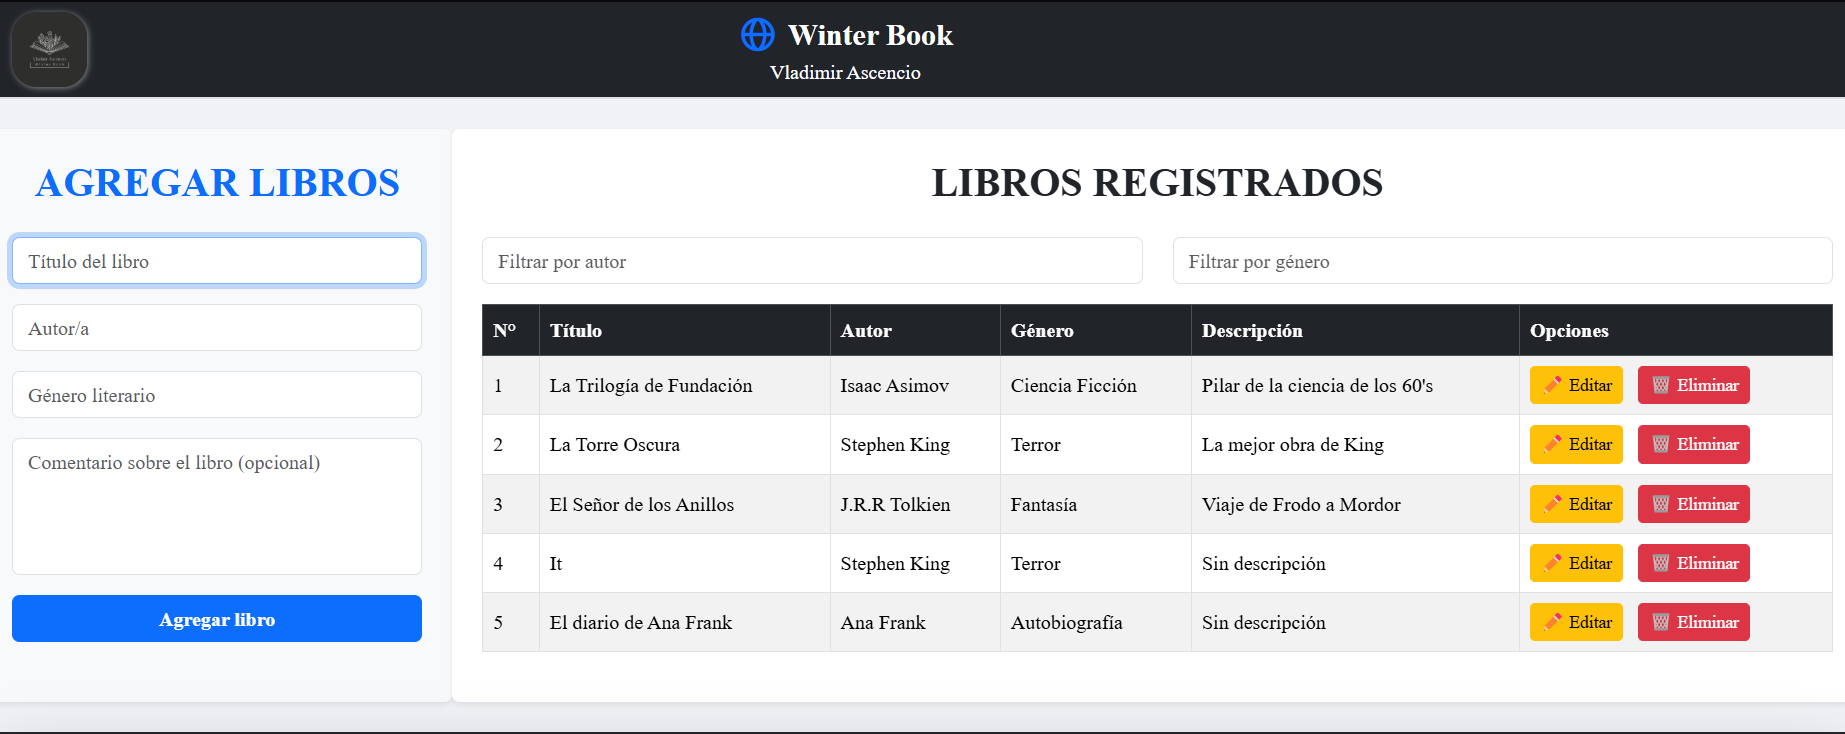 Winter Book
Vladimir Ascencio
AGREGAR LIBROS
Título del libro
Autor/a
Género literario
Comentario sobre el libro (opcional)
Agregar libro
LIBROS REGISTRADOS
Filtrar por autor Filtrar por género
N° Título Autor Género Descripción Opciones
1 La Trilogía de Fundación Isaac Asimov Ciencia Ficción Pilar de la ciencia de los 60's Editar Eliminar
2 La Torre Oscura Stephen King Terror La mejor obra de King Editar Eliminar
3 El Señor de los Anillos J.R.R Tolkien Fantasía Viaje de Frodo a Mordor Editar Eliminar
4 It Stephen King Terror Sin descripción Editar Eliminar
5 El diario de Ana Frank Ana Frank Autobiografía Sin descripción Editar Eliminar